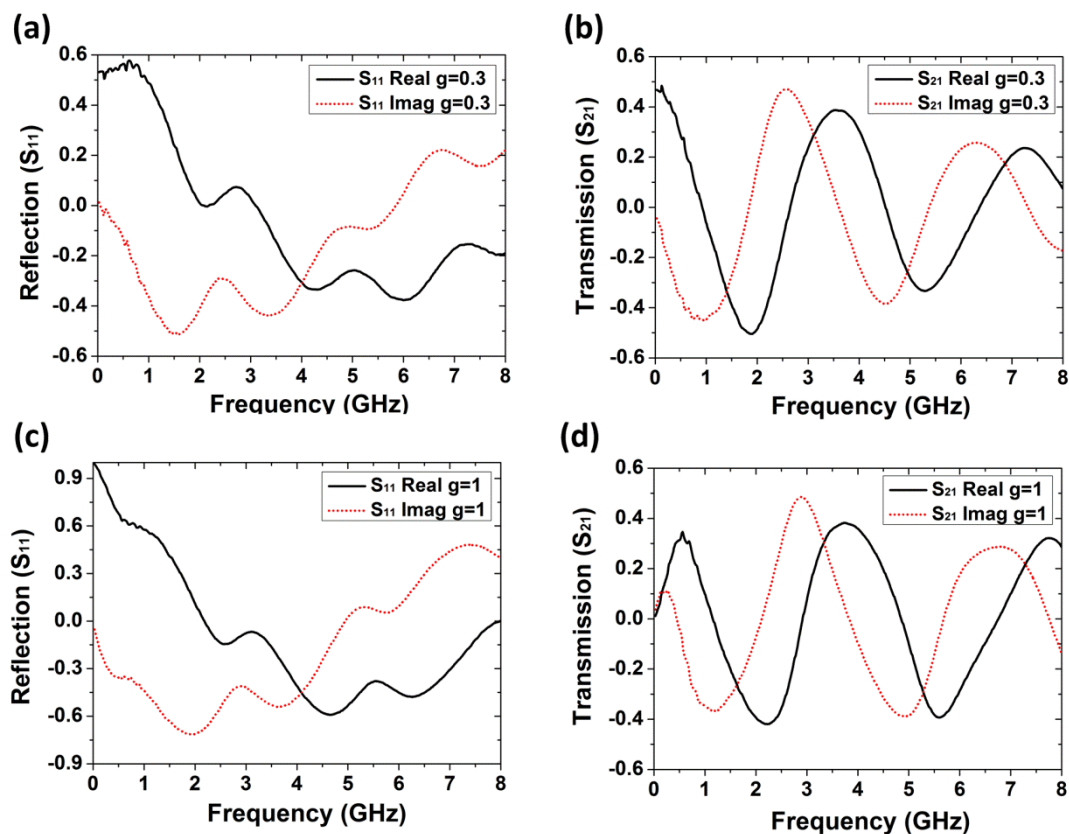 (a)
0.6
0.4
0.2
0.0
-0.2
-0.4
-0.6
Reflection (S₁₁)
S₁₁ Real g=0.3
S₁₁ Imag g=0.3
0 1 2 3 4 5 6 7 8
Frequency (GHz)
(b)
0.6
0.4
0.2
0.0
-0.2
-0.4
-0.6
Transmission (S₂₁)
S₂₁ Real g=0.3
S₂₁ Imag g=0.3
0 1 2 3 4 5 6 7 8
Frequency (GHz)
(c)
0.9
0.6
0.3
0.0
-0.3
-0.6
-0.9
Reflection (S₁₁)
S₁₁ Real g=1
S₁₁ Imag g=1
0 1 2 3 4 5 6 7 8
Frequency (GHz)
(d)
0.6
0.4
0.2
0.0
-0.2
-0.4
-0.6
Transmission (S₂₁)
S₂₁ Real g=1
S₂₁ Imag g=1
0 1 2 3 4 5 6 7 8
Frequency (GHz)